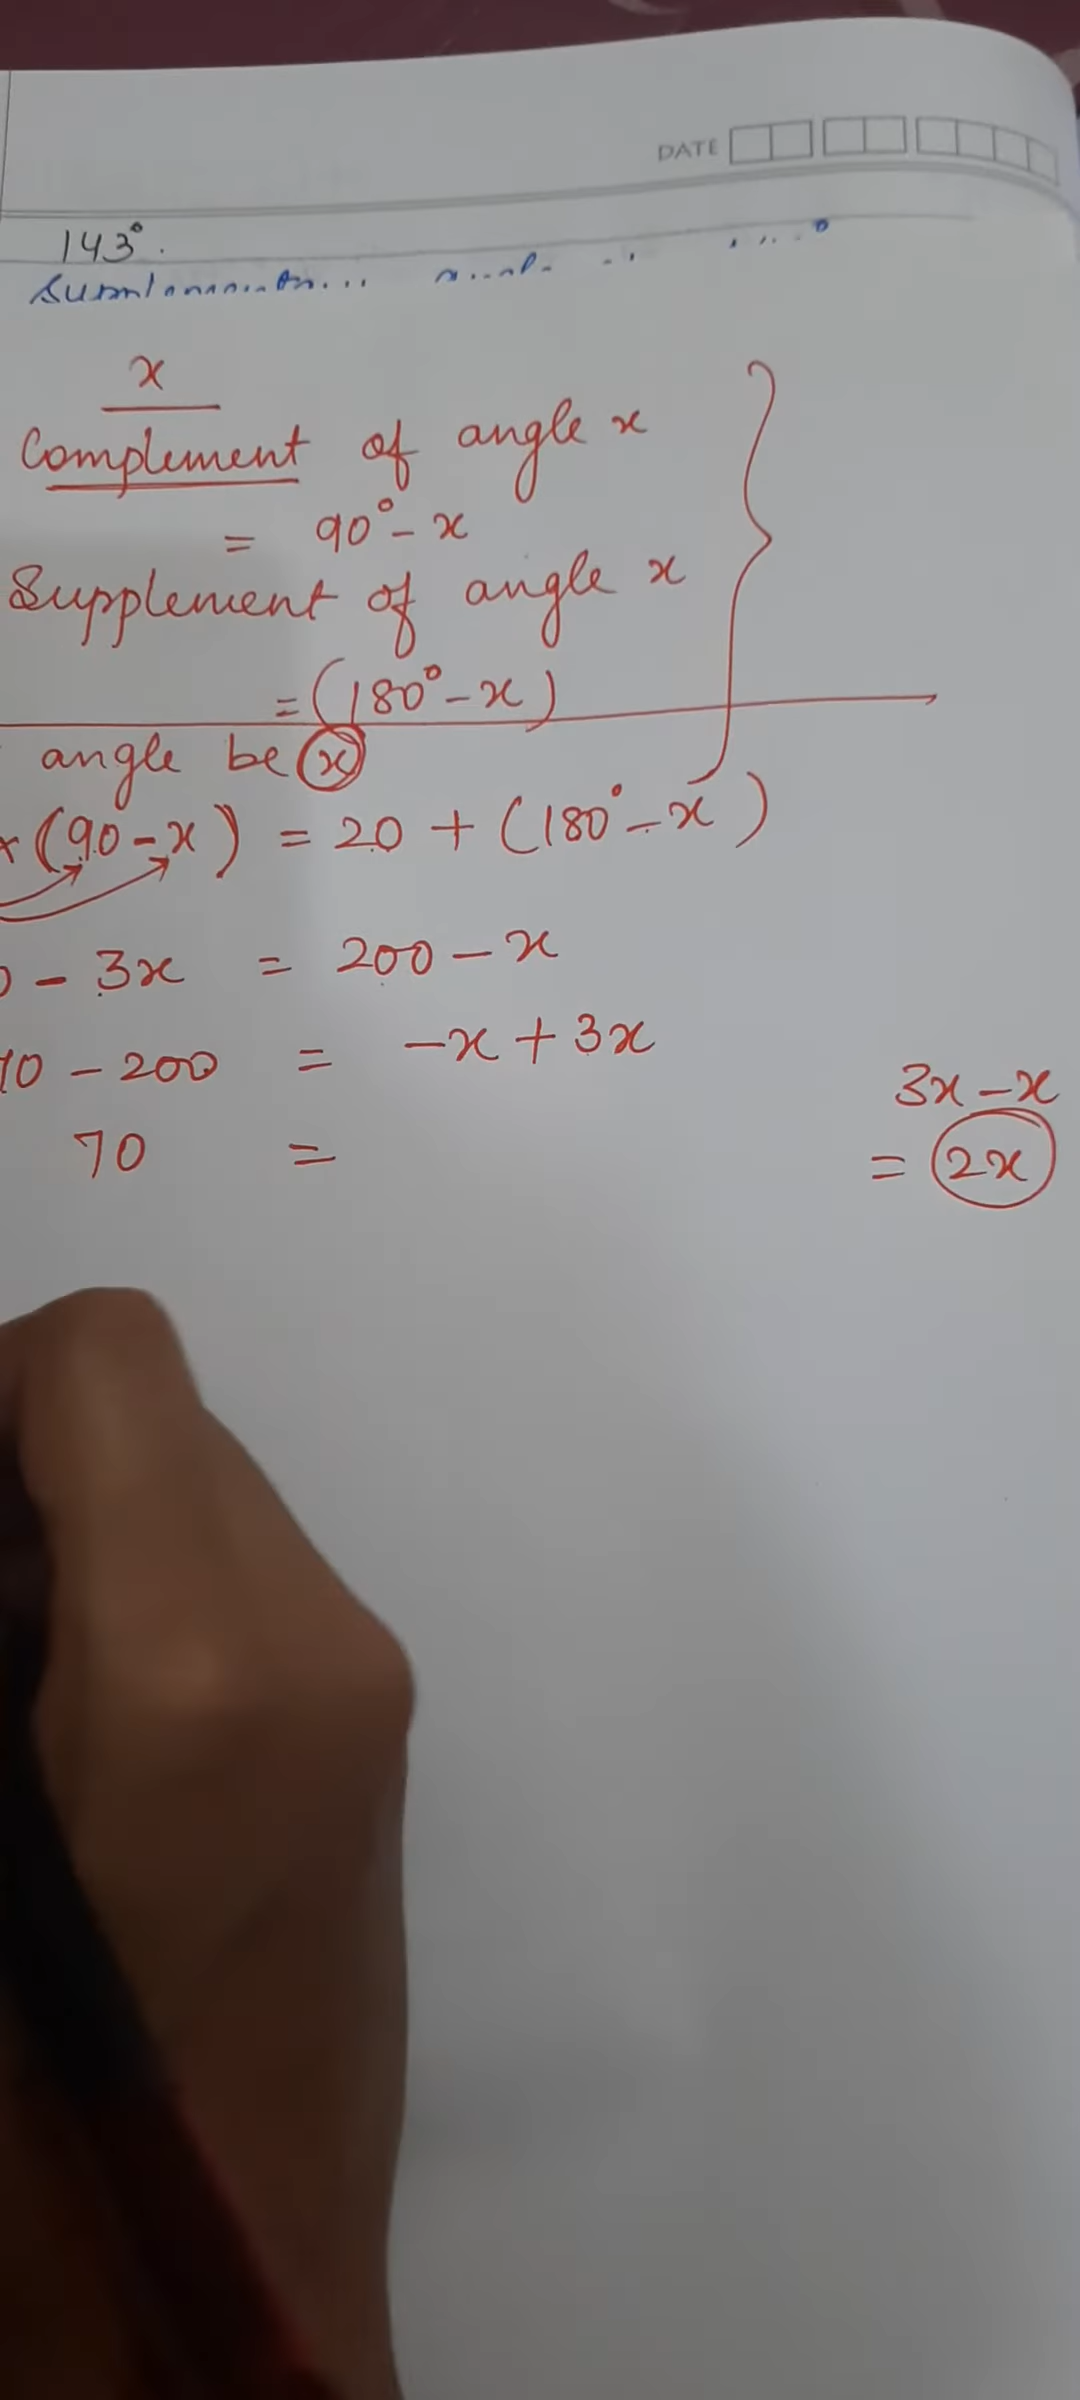 DATE
143°.
x
Complement of angle x
= 90° - x
Supplement of angle x
= (180° - x)
angle be x
(90 - x) = 20 + (180° - x)
- 3x = 200 - x
70 - 200 = -x + 3x
70 =
3x - x
= 2x